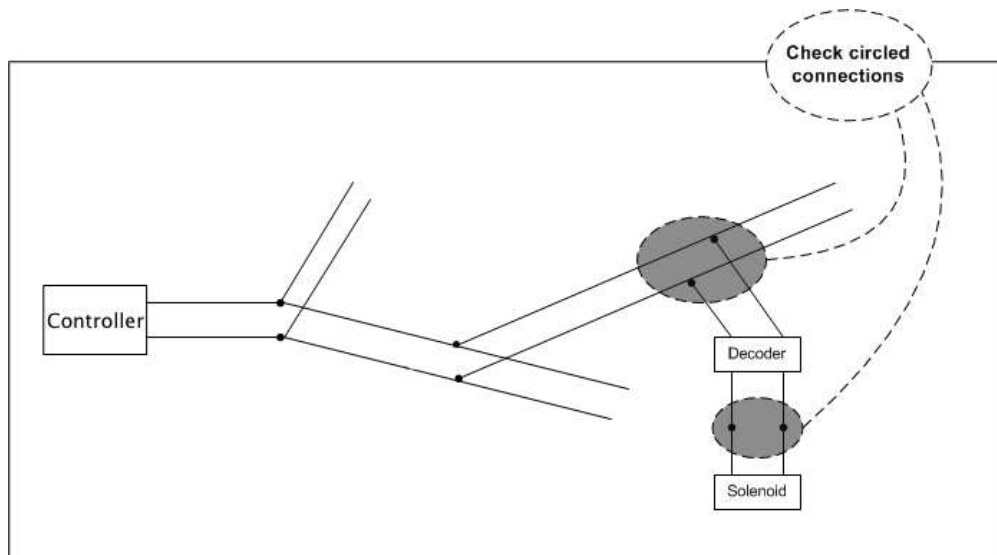 Check circled
connections
Controller
Decoder
Solenoid